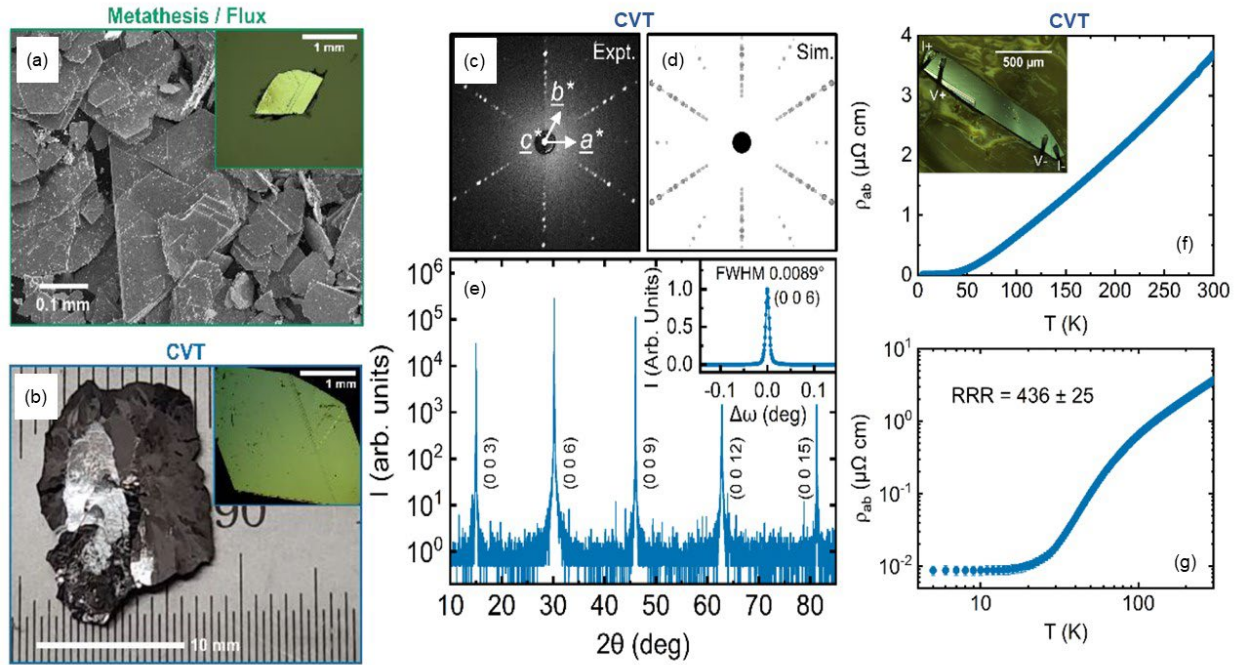 Metathesis / Flux
(a)
1 mm
0.1 mm
CVT
(b)
1 mm
90
10 mm
CVT
(c)
Expt.
b*
c*
a*
(d)
Sim.
I (arb. units)
10⁶
10⁵
10⁴
10³
10²
10¹
10⁰
(e)
(0 0 3)
(0 0 6)
(0 0 9)
(0 0 12)
(0 0 15)
FWHM 0.0089°
(0 0 6)
I (Arb. Units)
1.0
0.5
0.0
-0.1 0.0 0.1
Δω (deg)
10 20 30 40 50 60 70 80
2θ (deg)
CVT
ρab (μΩ cm)
4
3
2
1
0
I+
V+
500 μm
V-
I-
(f)
0 50 100 150 200 250 300
T (K)
ρab (μΩ cm)
10¹
10⁰
10⁻¹
10⁻²
RRR = 436 ± 25
(g)
10 100
T (K)